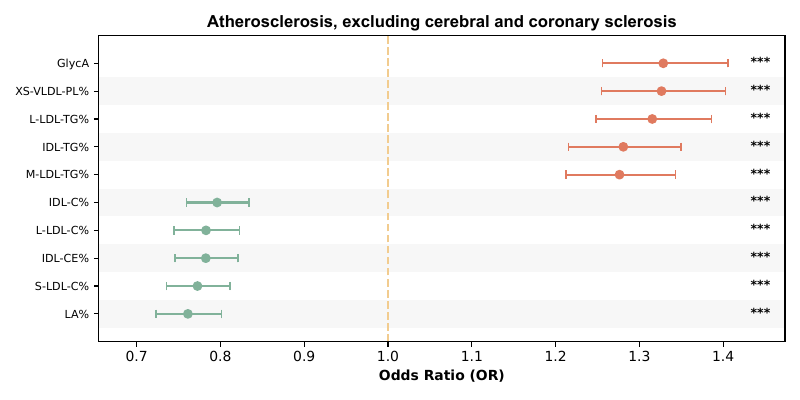 Atherosclerosis, excluding cerebral and coronary sclerosis
GlycA ***
XS-VLDL-PL% ***
L-LDL-TG% ***
IDL-TG% ***
M-LDL-TG% ***
IDL-C% ***
L-LDL-C% ***
IDL-CE% ***
S-LDL-C% ***
LA% ***
0.7 0.8 0.9 1.0 1.1 1.2 1.3 1.4
Odds Ratio (OR)